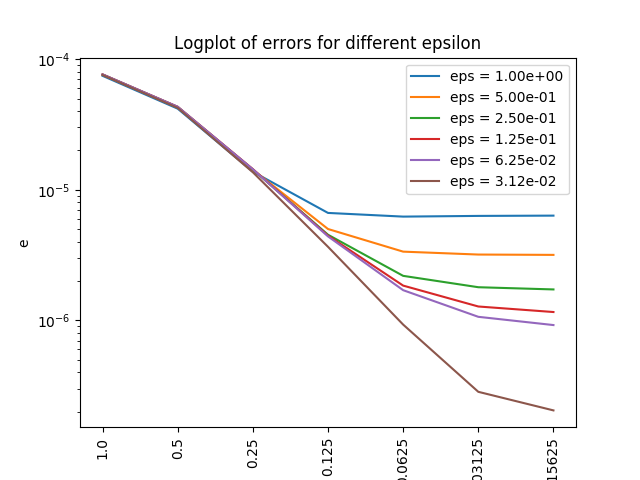 Logplot of errors for different epsilon
10⁻⁴
10⁻⁵
10⁻⁶
e
eps = 1.00e+00
eps = 5.00e-01
eps = 2.50e-01
eps = 1.25e-01
eps = 6.25e-02
eps = 3.12e-02
1.0
0.5
0.25
0.125
0.0625
03125
15625